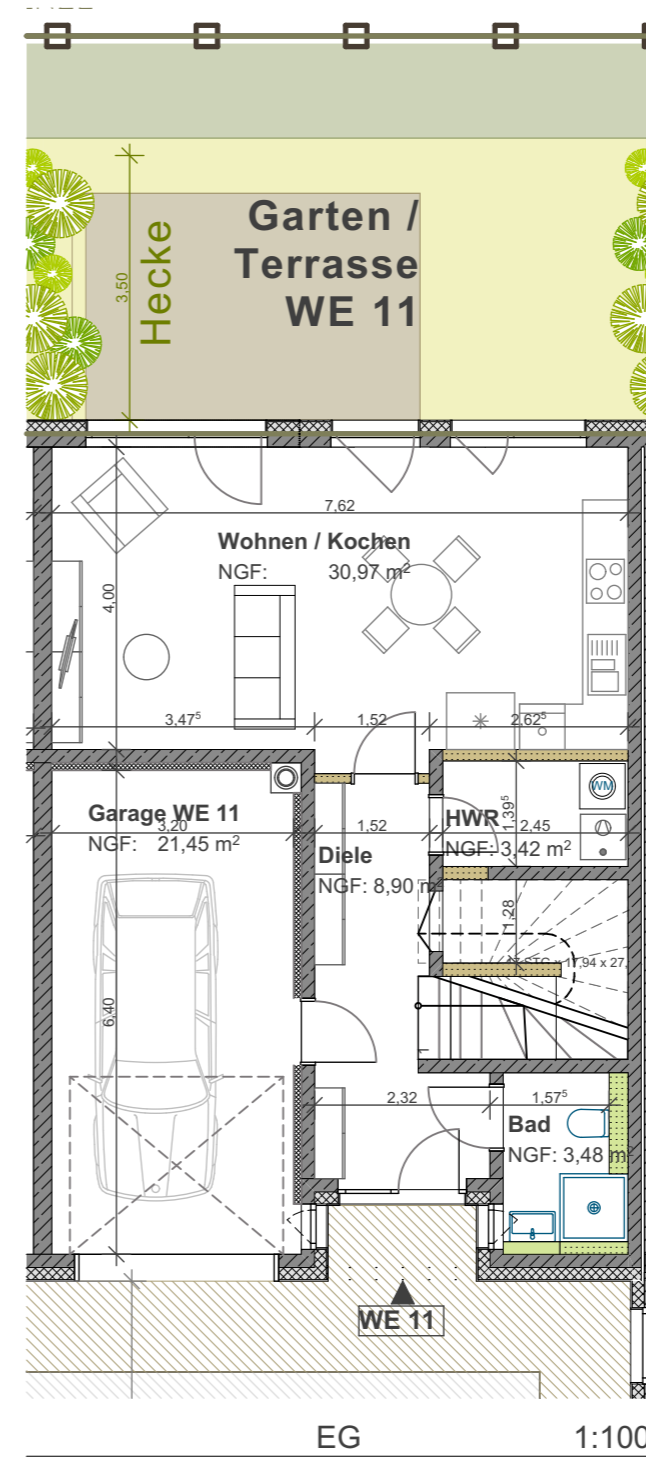 Garten /
Terrasse
WE 11
Hecke
3,50
7,62
Wohnen / Kochen
NGF: 30,97 m²
4,00
3,47⁵ 1,52 2,62⁵
Garage WE 11
3,20 1,52 2,45
NGF: 21,45 m²
WM
HWR
NGF: 3,42 m²
1,39⁵
Diele
NGF: 8,90 m²
1,28
17,94 x 27,
6,40
2,32 1,57⁵
Bad
NGF: 3,48 m²
WE 11
EG 1:100